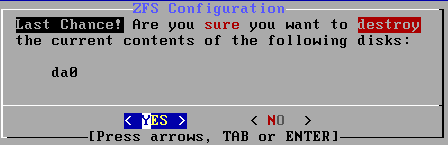 ZFS Configuration
Last Chance! Are you sure you want to destroy
the current contents of the following disks:
da0
< YES > < NO >
[Press arrows, TAB or ENTER]